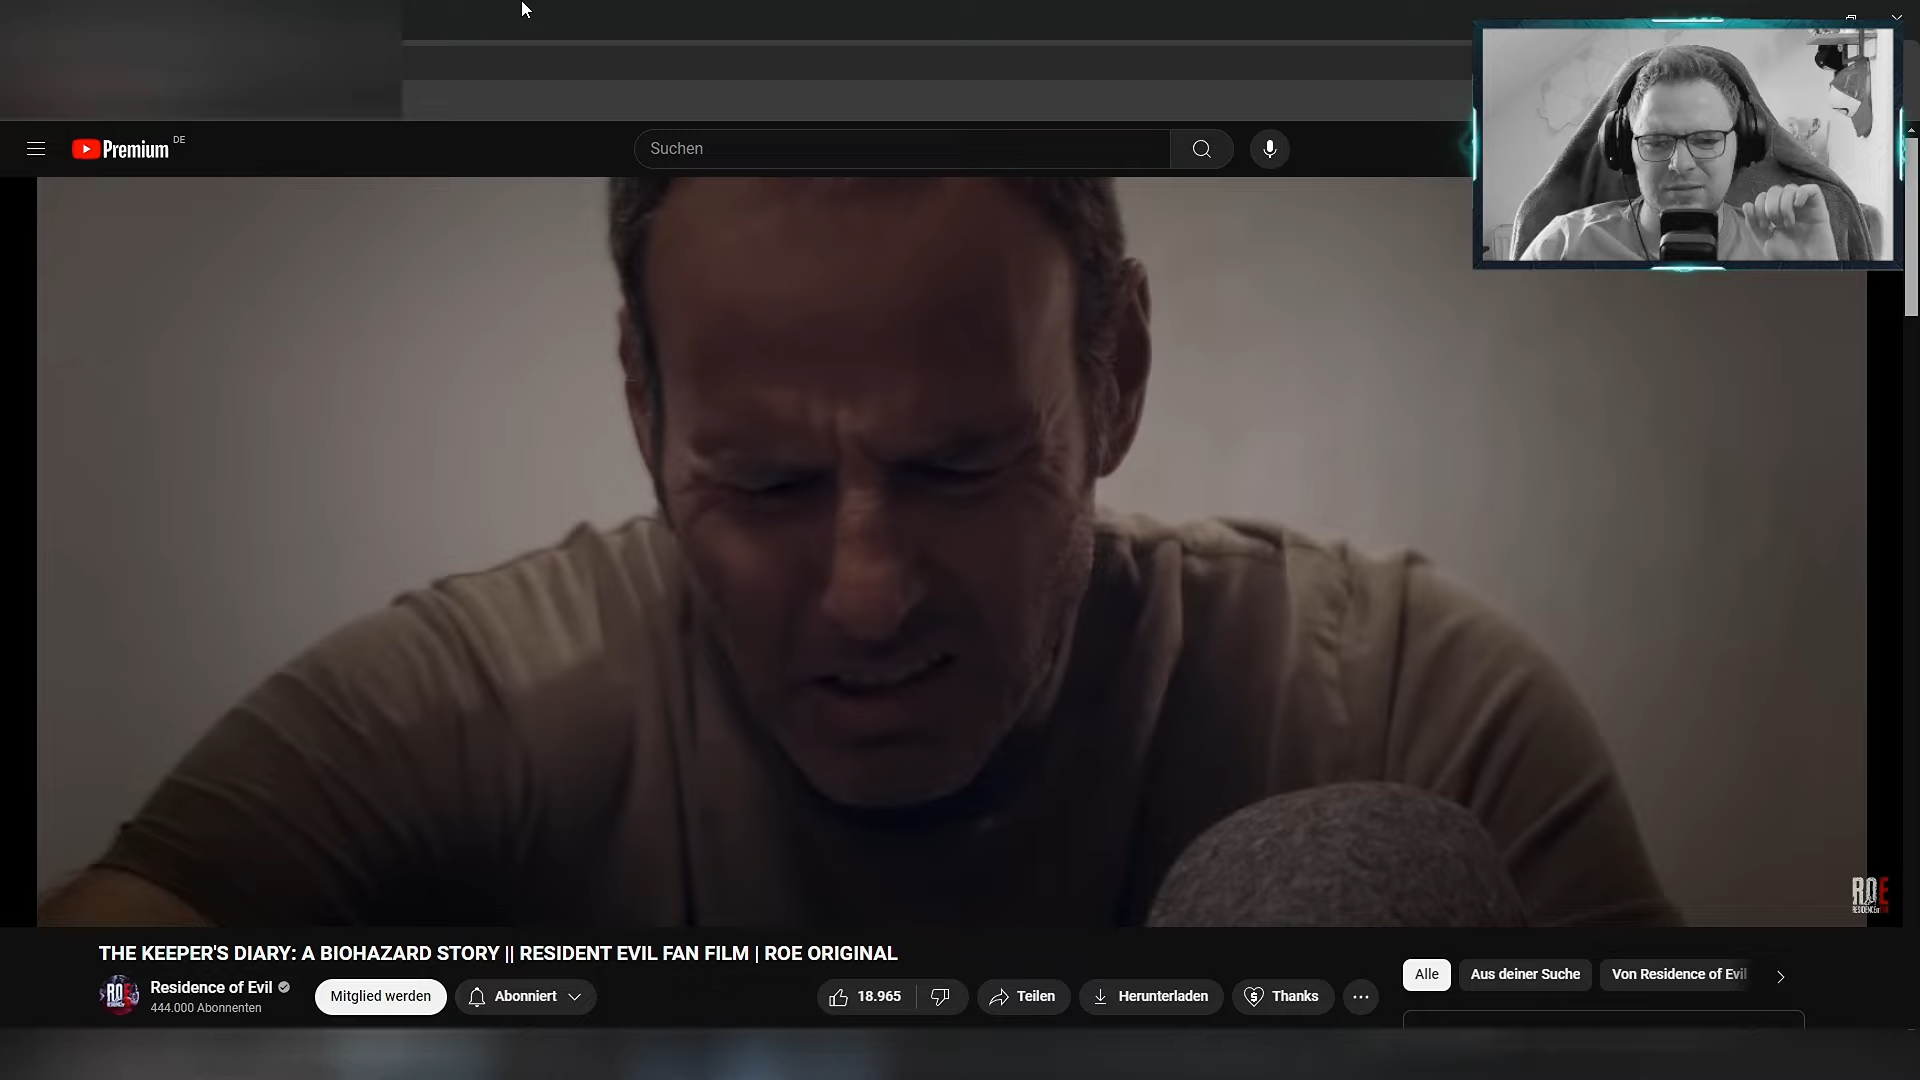 Premium DE
Suchen
ROE
THE KEEPER'S DIARY: A BIOHAZARD STORY || RESIDENT EVIL FAN FILM | ROE ORIGINAL
Residence of Evil
444.000 Abonnenten
Mitglied werden
Abonniert
18.965
Teilen
Herunterladen
Thanks
Alle
Aus deiner Suche
Von Residence of Evil